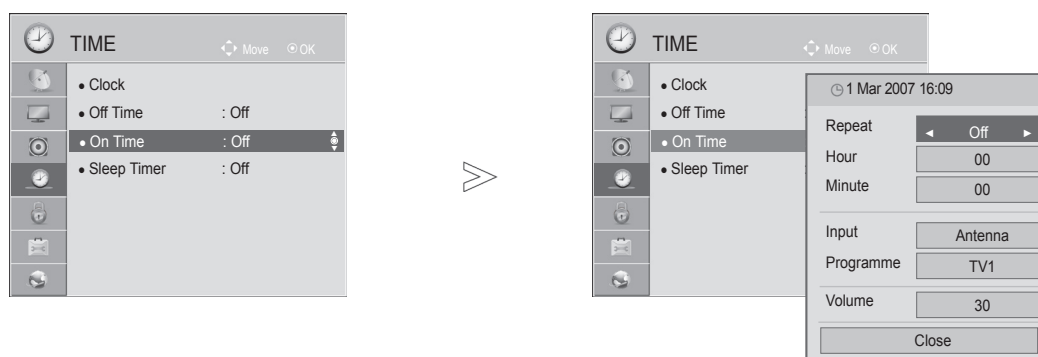 TIME
Move OK
• Clock
• Off Time : Off
• On Time : Off
• Sleep Timer : Off
TIME
Move OK
• Clock
• Off Time :
• On Time
• Sleep Timer :
1 Mar 2007 16:09
Repeat ◄ Off ►
Hour 00
Minute 00
Input Antenna
Programme TV1
Volume 30
Close